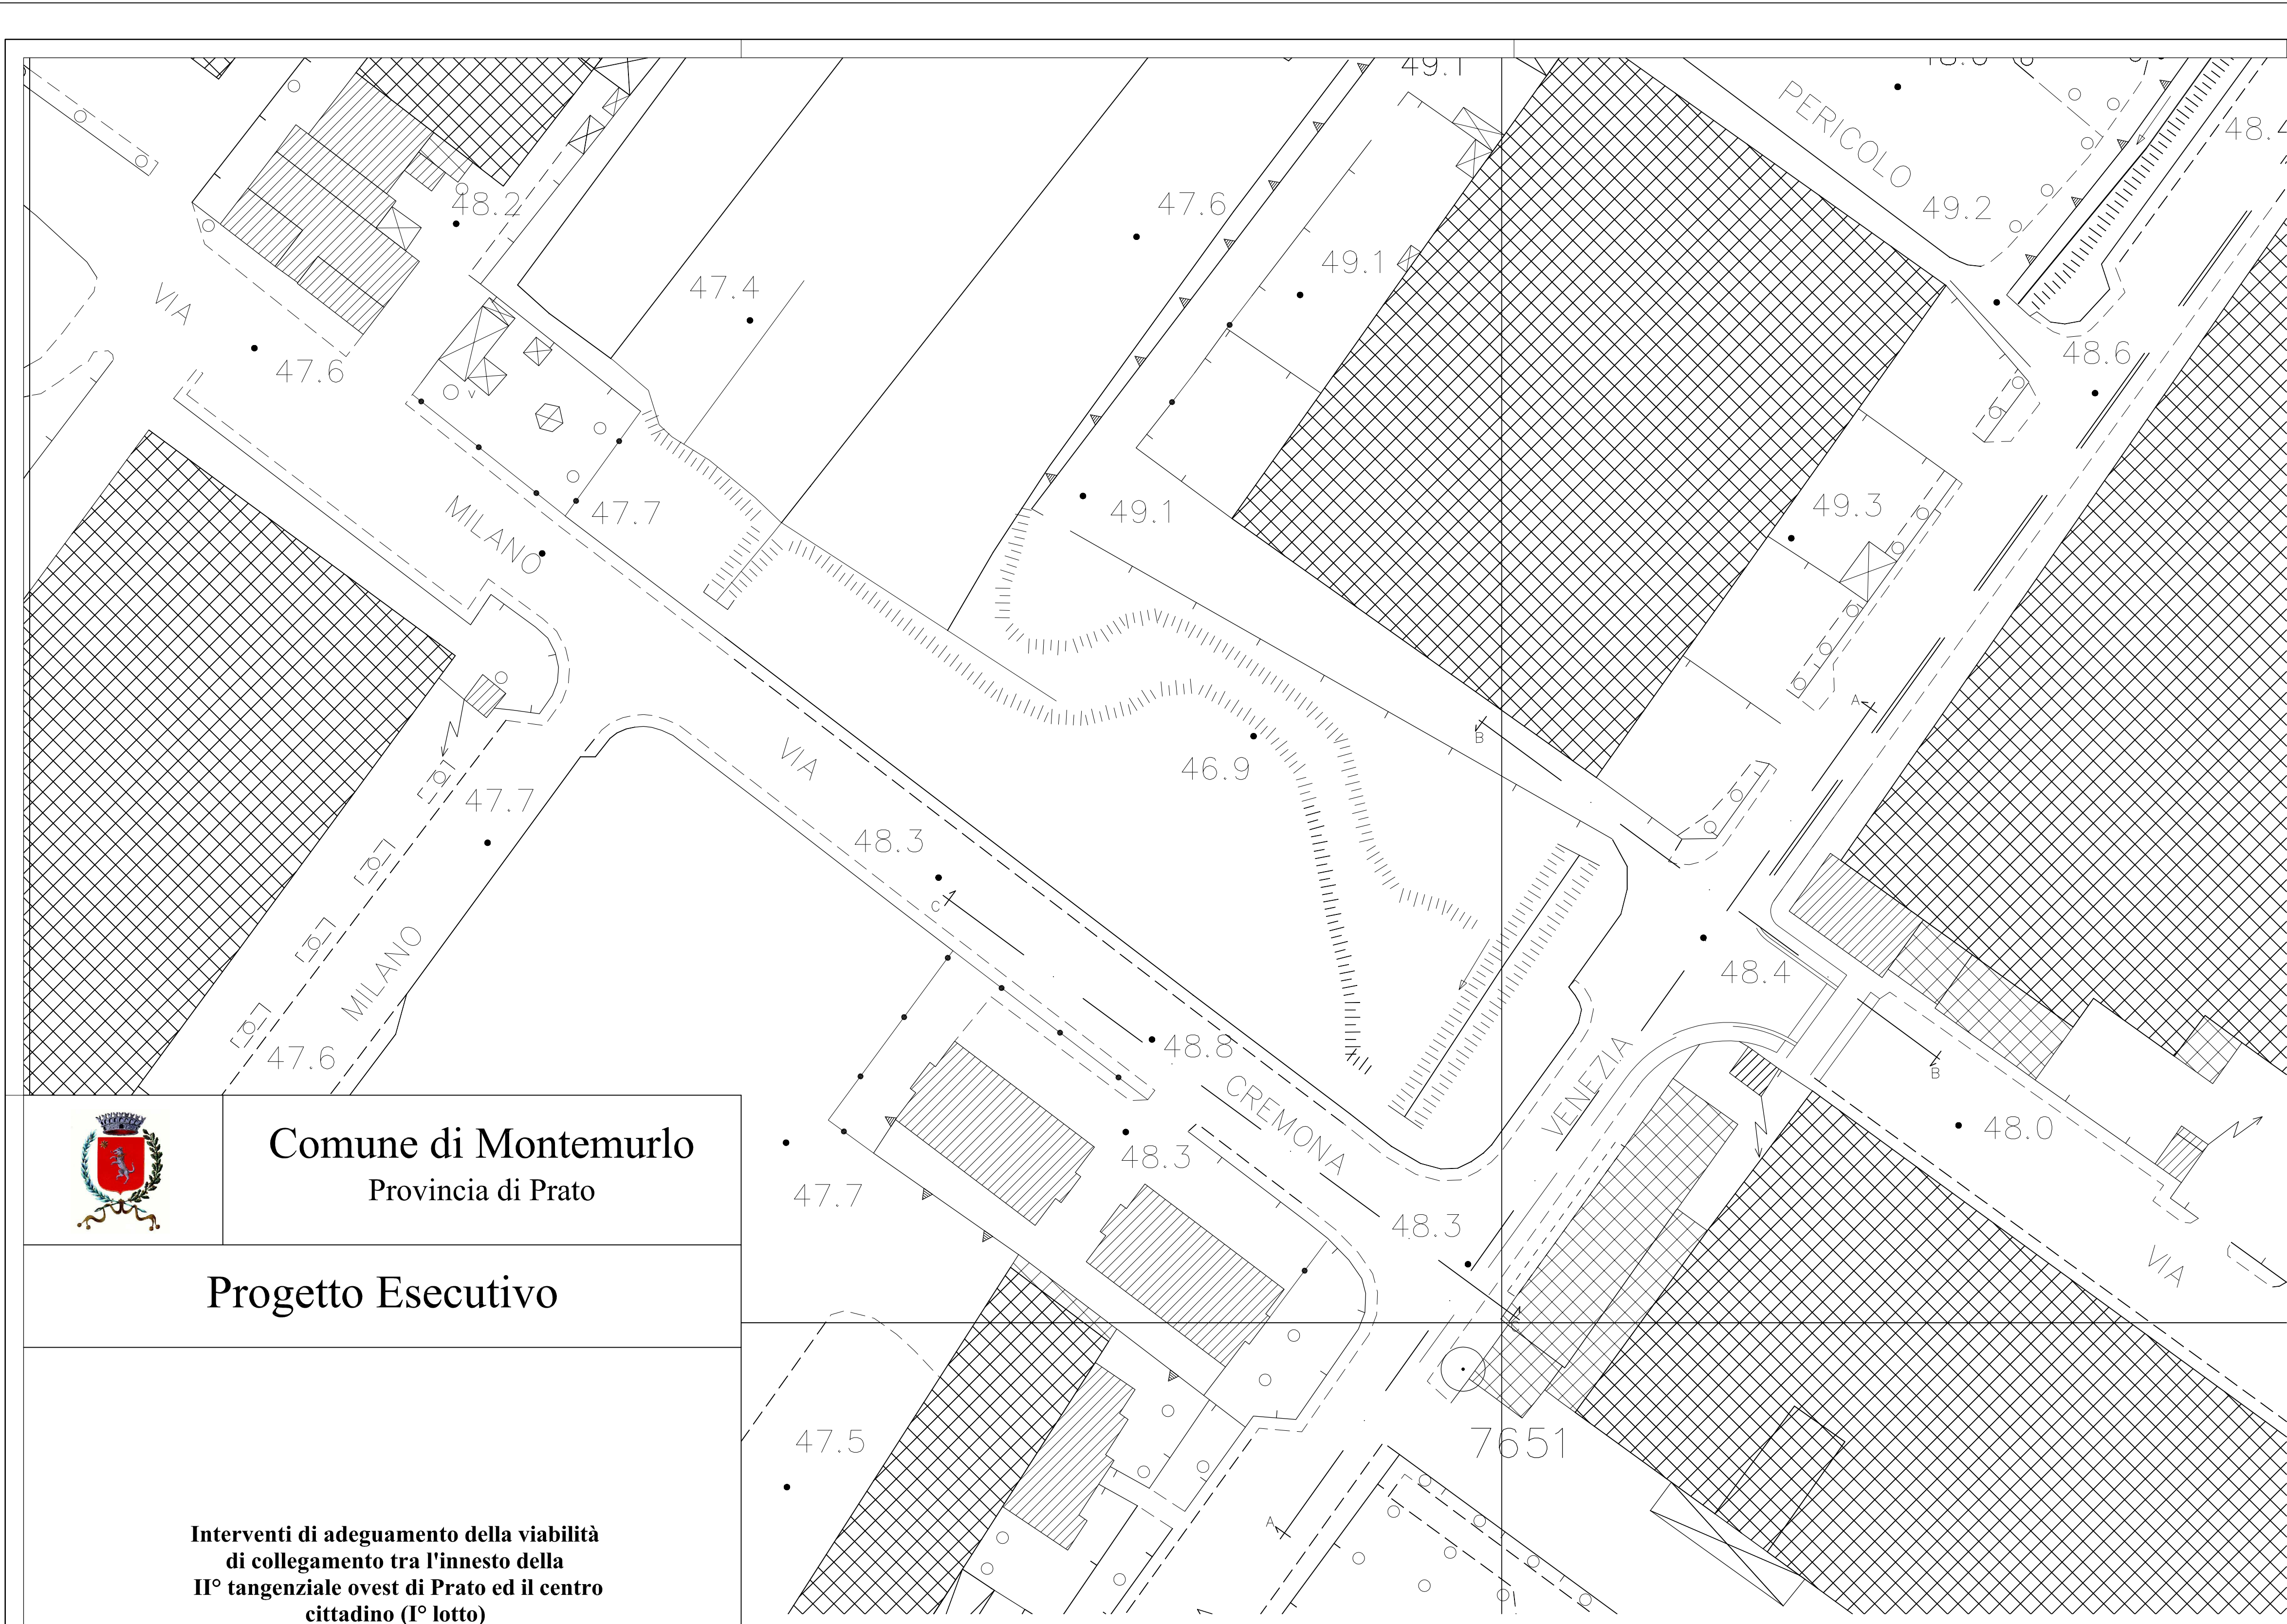 49.1
PERICOLO
48.4
48.2
47.6
49.2
49.1
47.4
VIA
48.6
47.6
v
49.3
49.1
47.7
MILANO
A
B
VIA
46.9
47.7
48.3
C
MILANO
48.4
48.8
47.6
VENEZIA
B
CREMONA
48.0
48.3
47.7
48.3
VIA
C
47.5
7651
A
Comune di Montemurlo
Provincia di Prato
Progetto Esecutivo
Interventi di adeguamento della viabilità
di collegamento tra l'innesto della
II° tangenziale ovest di Prato ed il centro
cittadino (I° lotto)